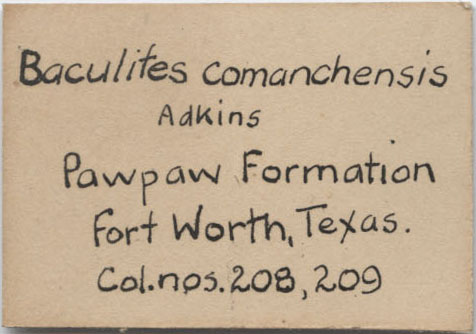 Baculites comanchensis
Adkins
Pawpaw Formation
Fort Worth, Texas.
Col.nos.208,209